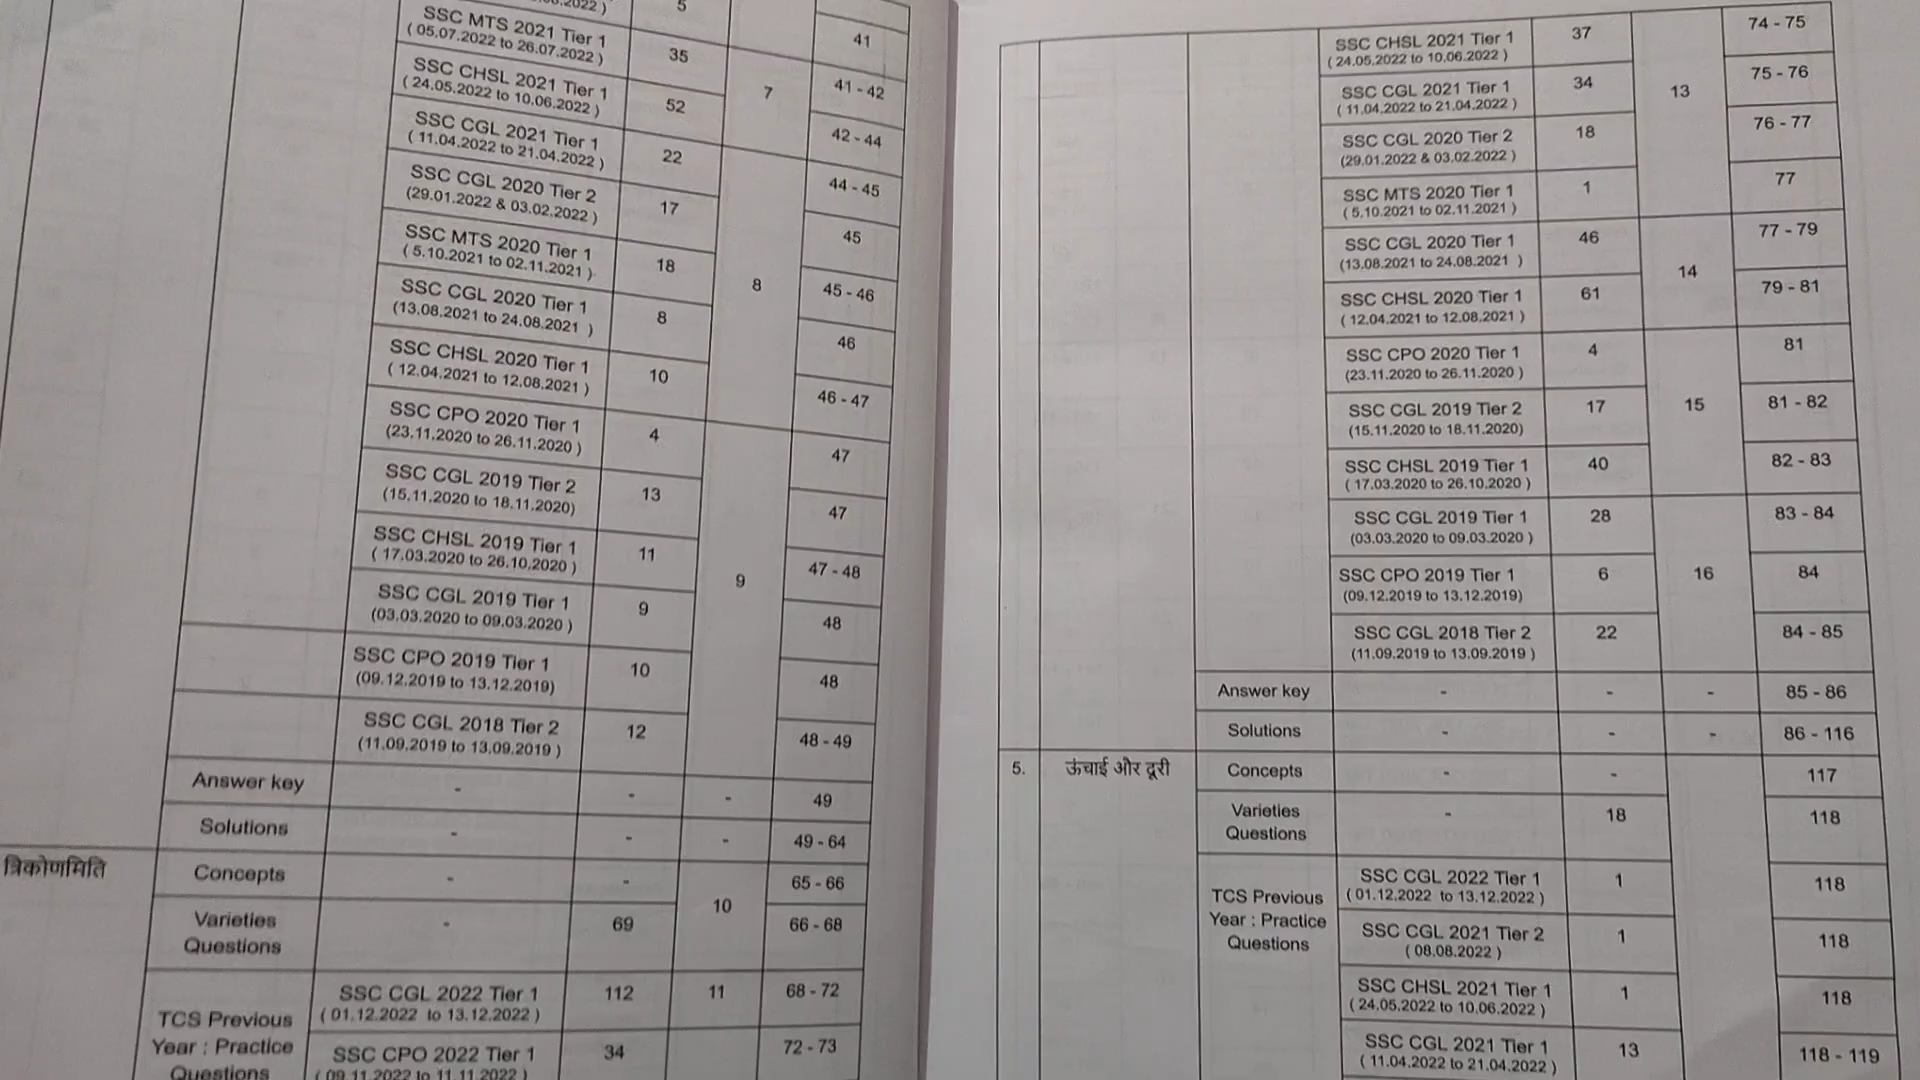 5
41
SSC MTS 2021 Tier 1 35
( 05.07.2022 to 26.07.2022 )
7 41 - 42
SSC CHSL 2021 Tier 1 52
( 24.05.2022 to 10.06.2022 )
42 - 44
SSC CGL 2021 Tier 1 22
( 11.04.2022 to 21.04.2022 )
44 - 45
SSC CGL 2020 Tier 2 17
(29.01.2022 & 03.02.2022 )
45
SSC MTS 2020 Tier 1 18
( 5.10.2021 to 02.11.2021 )
8 45 - 46
SSC CGL 2020 Tier 1 8
(13.08.2021 to 24.08.2021 )
46
SSC CHSL 2020 Tier 1 10
( 12.04.2021 to 12.08.2021 )
46 - 47
SSC CPO 2020 Tier 1 4
(23.11.2020 to 26.11.2020 )
47
SSC CGL 2019 Tier 2 13
(15.11.2020 to 18.11.2020)
47
SSC CHSL 2019 Tier 1 11
( 17.03.2020 to 26.10.2020 )
9 47 - 48
SSC CGL 2019 Tier 1 9
(03.03.2020 to 09.03.2020 )
48
SSC CPO 2019 Tier 1 10
(09.12.2019 to 13.12.2019)
48
SSC CGL 2018 Tier 2 12
(11.09.2019 to 13.09.2019 )
48 - 49
Answer key - - - 49
Solutions - - - 49 - 64
त्रिकोणमिति Concepts - - 65 - 66
10
Varieties - 69 66 - 68
Questions
SSC CGL 2022 Tier 1 112 11 68 - 72
( 01.12.2022 to 13.12.2022 )
TCS Previous
Year : Practice
Questions
SSC CPO 2022 Tier 1 34 72 - 73
( 09.11.2022 to 11.11.2022 )
SSC CHSL 2021 Tier 1 37 74 - 75
( 24.05.2022 to 10.06.2022 )
SSC CGL 2021 Tier 1 34 13 75 - 76
( 11.04.2022 to 21.04.2022 )
SSC CGL 2020 Tier 2 18 76 - 77
(29.01.2022 & 03.02.2022 )
SSC MTS 2020 Tier 1 1 77
( 5.10.2021 to 02.11.2021 )
SSC CGL 2020 Tier 1 46 77 - 79
(13.08.2021 to 24.08.2021 )
14
SSC CHSL 2020 Tier 1 61 79 - 81
( 12.04.2021 to 12.08.2021 )
SSC CPO 2020 Tier 1 4 81
(23.11.2020 to 26.11.2020 )
SSC CGL 2019 Tier 2 17 15 81 - 82
(15.11.2020 to 18.11.2020)
SSC CHSL 2019 Tier 1 40 82 - 83
( 17.03.2020 to 26.10.2020 )
SSC CGL 2019 Tier 1 28 83 - 84
(03.03.2020 to 09.03.2020 )
SSC CPO 2019 Tier 1 6 16 84
(09.12.2019 to 13.12.2019)
SSC CGL 2018 Tier 2 22 84 - 85
(11.09.2019 to 13.09.2019 )
Answer key - - - 85 - 86
Solutions - - - 86 - 116
5. ऊंचाई और दूरी Concepts - - 117
Varieties - 18 118
Questions
SSC CGL 2022 Tier 1 1 118
( 01.12.2022 to 13.12.2022 )
TCS Previous
Year : Practice
Questions
SSC CGL 2021 Tier 2 1 118
( 08.08.2022 )
SSC CHSL 2021 Tier 1 1 118
( 24.05.2022 to 10.06.2022 )
SSC CGL 2021 Tier 1 13 118 - 119
( 11.04.2022 to 21.04.2022 )